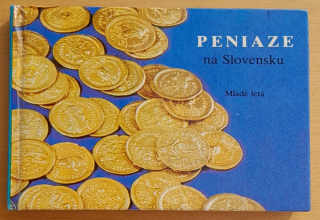 PENIAZE
na Slovensku
Mladé letá